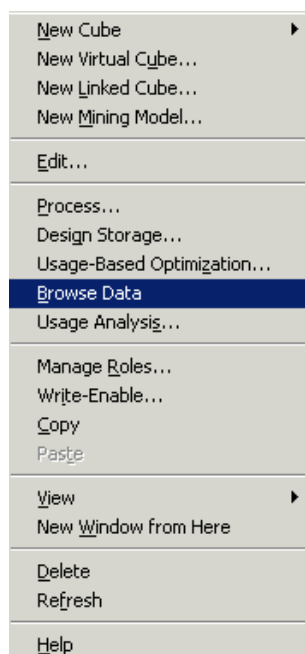 New Cube
New Virtual Cube...
New Linked Cube...
New Mining Model...
Edit...
Process...
Design Storage...
Usage-Based Optimization...
Browse Data
Usage Analysis...
Manage Roles...
Write-Enable...
Copy
Paste
View
New Window from Here
Delete
Refresh
Help